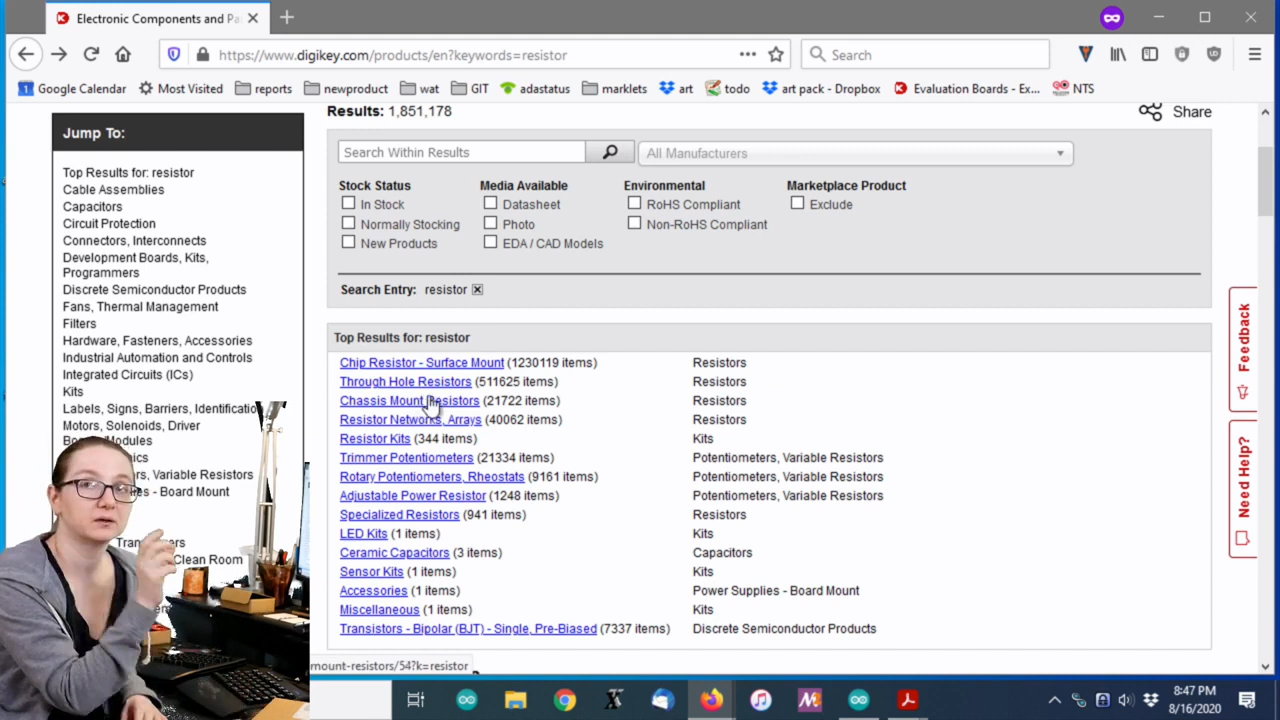 Electronic Components and Pa
https://www.digikey.com/products/en?keywords=resistor
Search
Google Calendar Most Visited reports newproduct wat GIT adastatus marklets art todo art pack - Dropbox Evaluation Boards - Ex... NTS
Results: 1,851,178
Share
Jump To:
Top Results for: resistor
Cable Assemblies
Capacitors
Circuit Protection
Connectors, Interconnects
Development Boards, Kits,
Programmers
Discrete Semiconductor Products
Fans, Thermal Management
Filters
Hardware, Fasteners, Accessories
Industrial Automation and Controls
Integrated Circuits (ICs)
Kits
Labels, Signs, Barriers, Identification
Motors, Solenoids, Driver
Modules
rs, Variable Resistors
es - Board Mount
Clean Room
Search Within Results
All Manufacturers
Stock Status Media Available Environmental Marketplace Product
In Stock Datasheet RoHS Compliant Exclude
Normally Stocking Photo Non-RoHS Compliant
New Products EDA / CAD Models
Search Entry: resistor
Top Results for: resistor
Chip Resistor - Surface Mount (1230119 items) Resistors
Through Hole Resistors (511625 items) Resistors
Chassis Mount Resistors (21722 items) Resistors
Resistor Networks, Arrays (40062 items) Resistors
Resistor Kits (344 items) Kits
Trimmer Potentiometers (21334 items) Potentiometers, Variable Resistors
Rotary Potentiometers, Rheostats (9161 items) Potentiometers, Variable Resistors
Adjustable Power Resistor (1248 items) Potentiometers, Variable Resistors
Specialized Resistors (941 items) Resistors
LED Kits (1 items) Kits
Ceramic Capacitors (3 items) Capacitors
Sensor Kits (1 items) Kits
Accessories (1 items) Power Supplies - Board Mount
Miscellaneous (1 items) Kits
Transistors - Bipolar (BJT) - Single, Pre-Biased (7337 items) Discrete Semiconductor Products
Feedback
Need Help?
mount-resistors/54?k=resistor
8:47 PM
8/16/2020